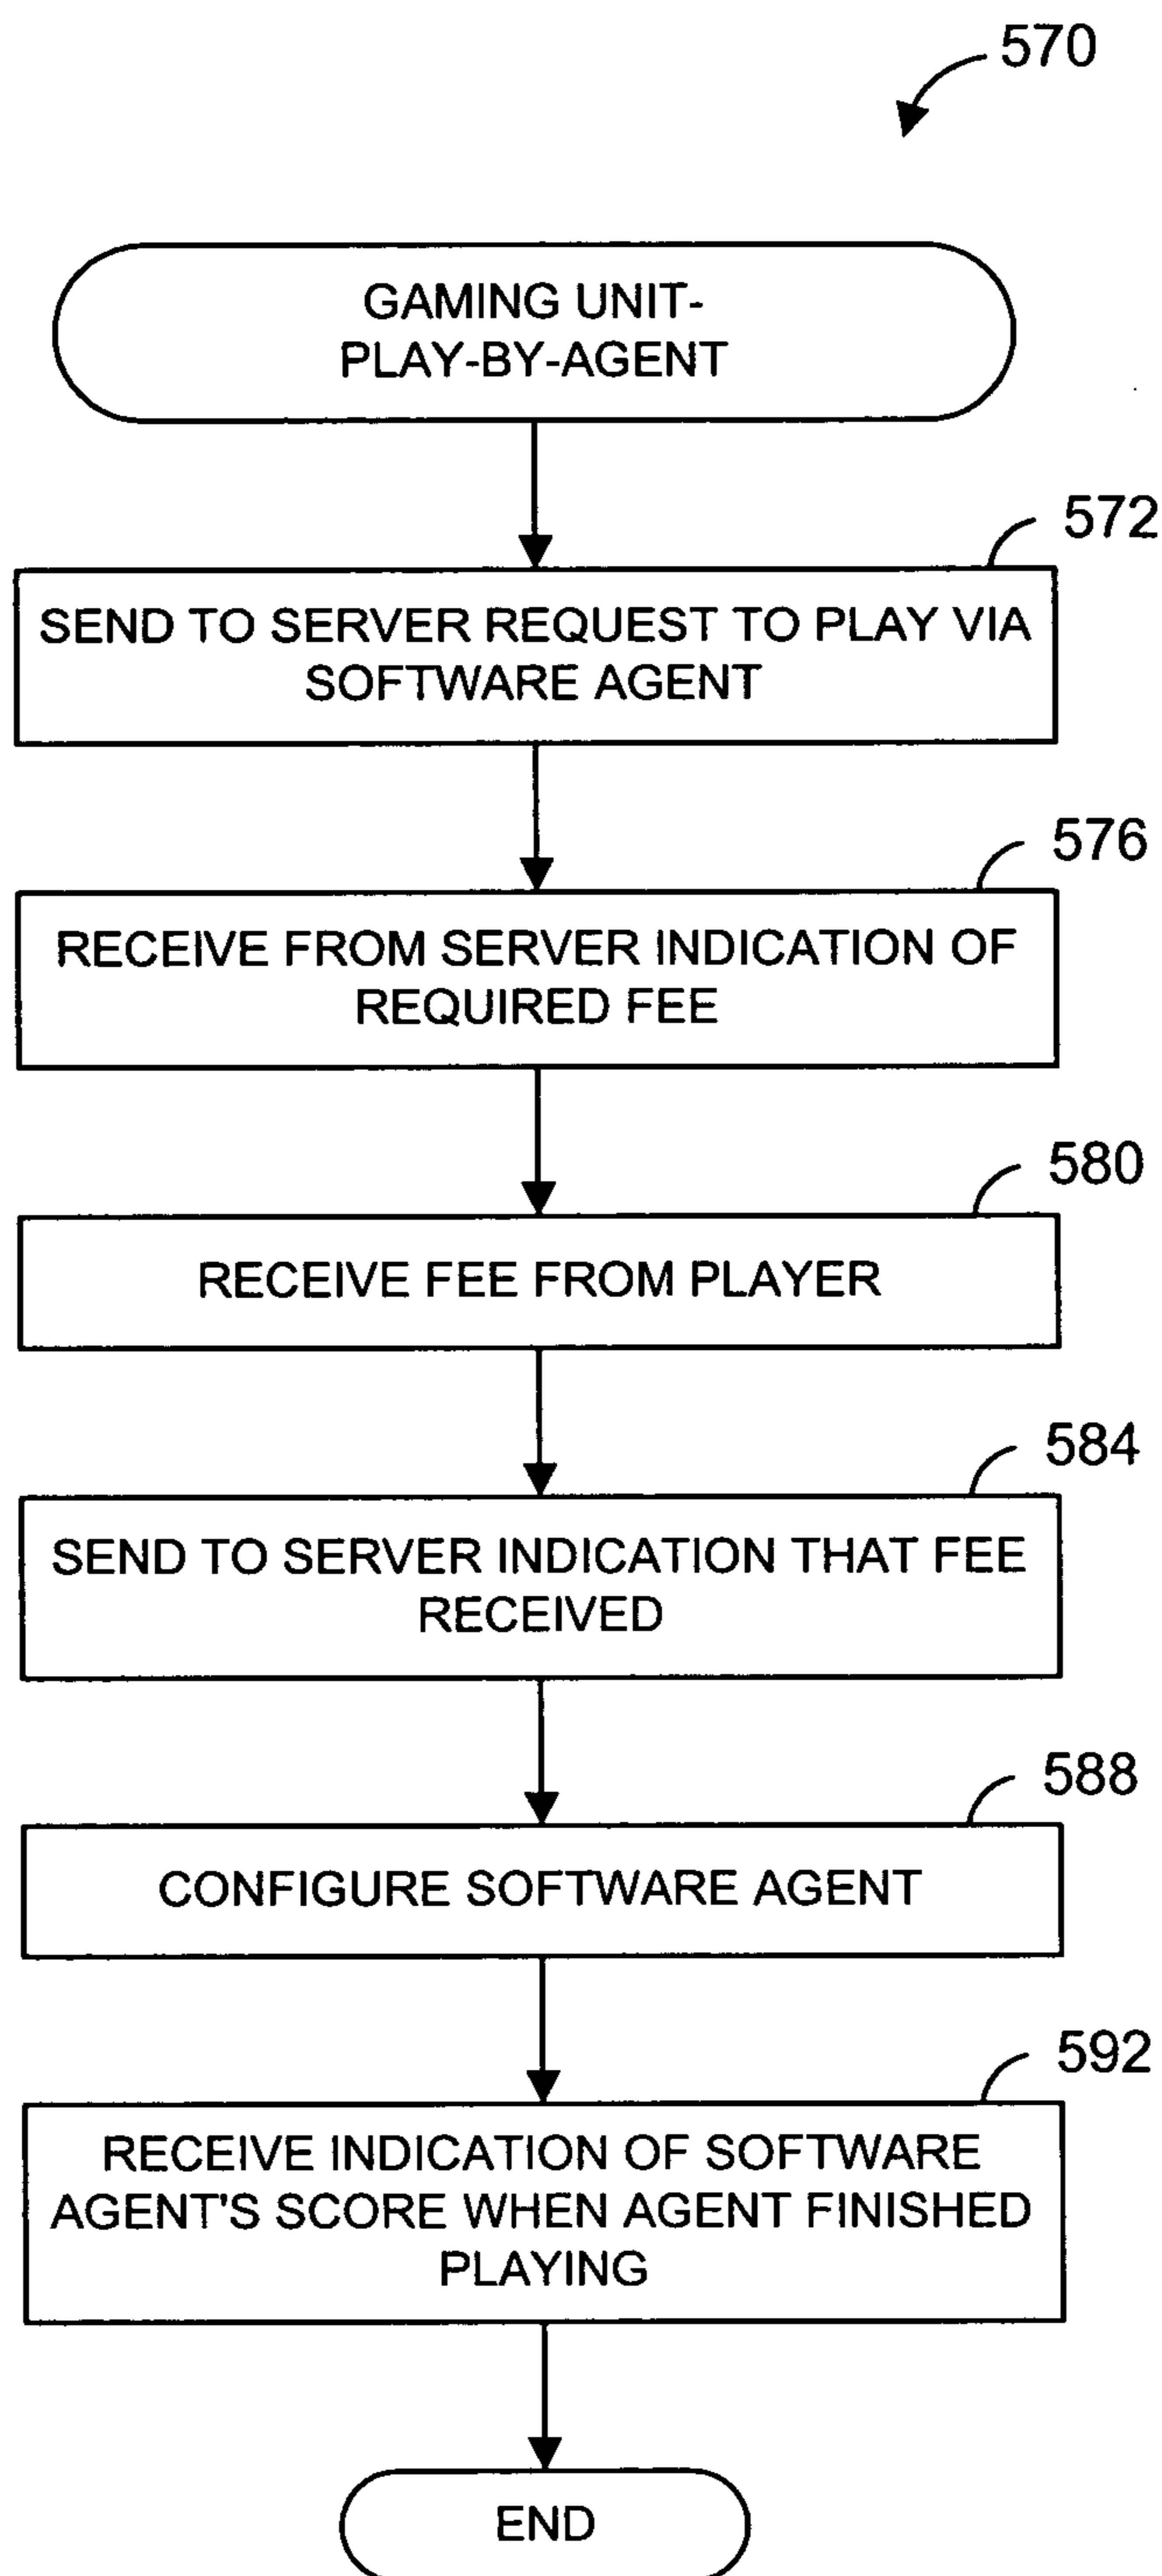 570
GAMING UNIT-
PLAY-BY-AGENT
572
SEND TO SERVER REQUEST TO PLAY VIA
SOFTWARE AGENT
576
RECEIVE FROM SERVER INDICATION OF
REQUIRED FEE
580
RECEIVE FEE FROM PLAYER
584
SEND TO SERVER INDICATION THAT FEE
RECEIVED
588
CONFIGURE SOFTWARE AGENT
592
RECEIVE INDICATION OF SOFTWARE
AGENT'S SCORE WHEN AGENT FINISHED
PLAYING
END